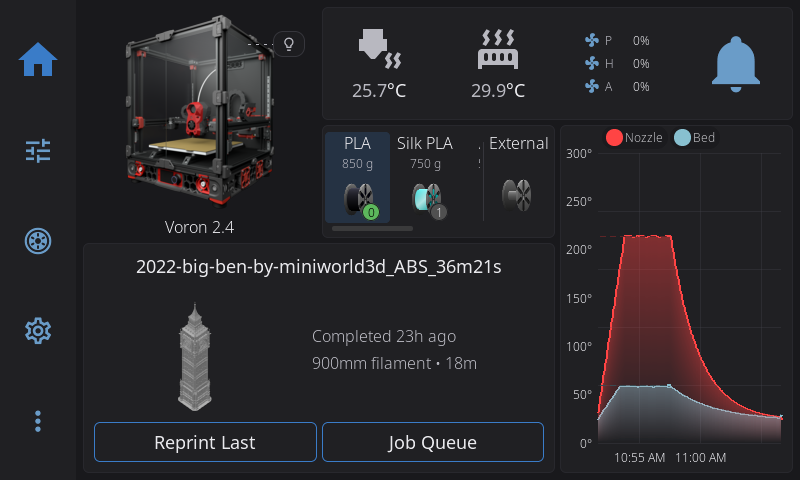 Voron 2.4
25.7°C
29.9°C
P 0%
H 0%
A 0%
PLA
850 g
0
Silk PLA
750 g
1
External
Nozzle Bed
300°
250°
200°
150°
100°
50°
0°
10:55 AM 11:00 AM
2022-big-ben-by-miniworld3d_ABS_36m21s
Completed 23h ago
900mm filament • 18m
Reprint Last
Job Queue